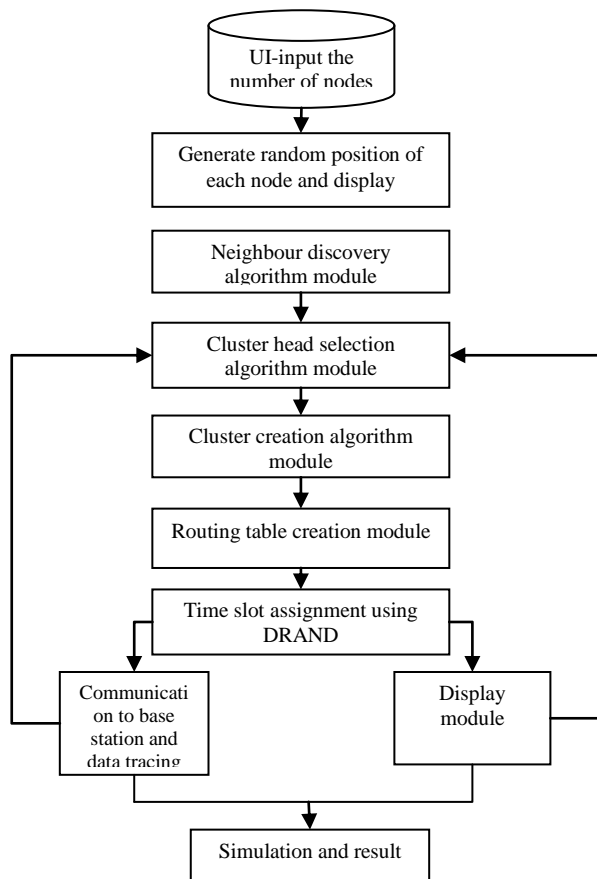 UI-input the
number of nodes
Generate random position of
each node and display
Neighbour discovery
algorithm module
Cluster head selection
algorithm module
Cluster creation algorithm
module
Routing table creation module
Time slot assignment using
DRAND
Communicati
on to base
station and
data tracing
Display
module
Simulation and result